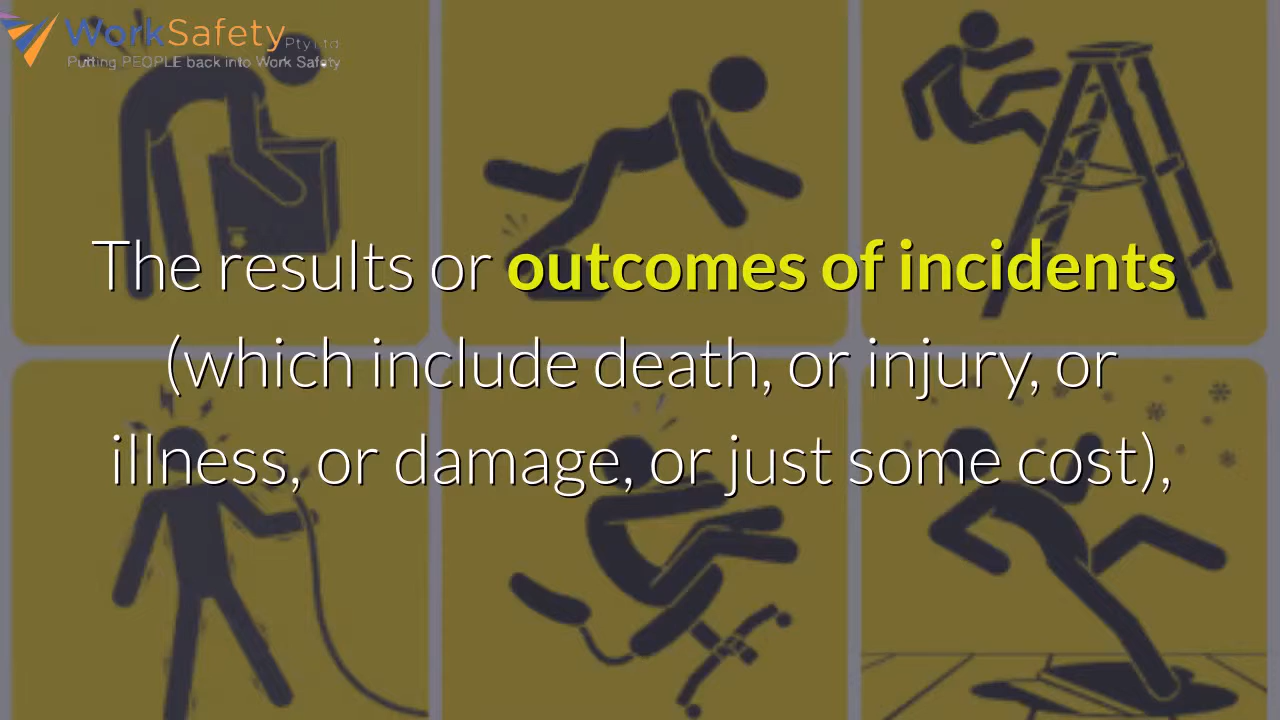 WorkSafety Pty Ltd
Putting PEOPLE back into Work Safety
The results or outcomes of incidents
(which include death, or injury, or
illness, or damage, or just some cost),